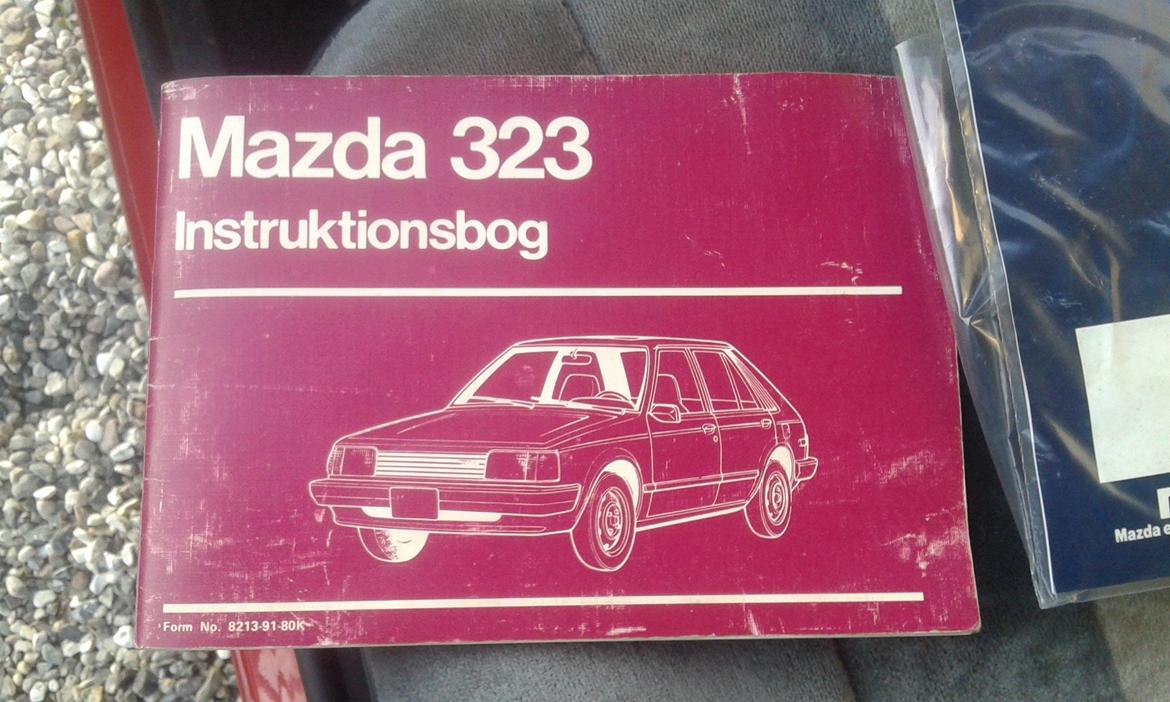 Mazda 323
Instruktionsbog
Form No. 8213-91-80K
Mazda